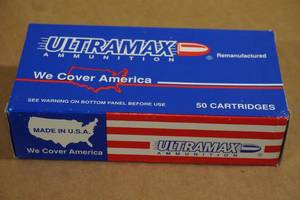 ULTRAMAX
AMMUNITION
Remanufactured
We Cover America
SEE WARNING ON BOTTOM PANEL BEFORE USE
50 CARTRIDGES
MADE IN U.S.A.
We Cover America
ULTRAMAX
AMMUNITION